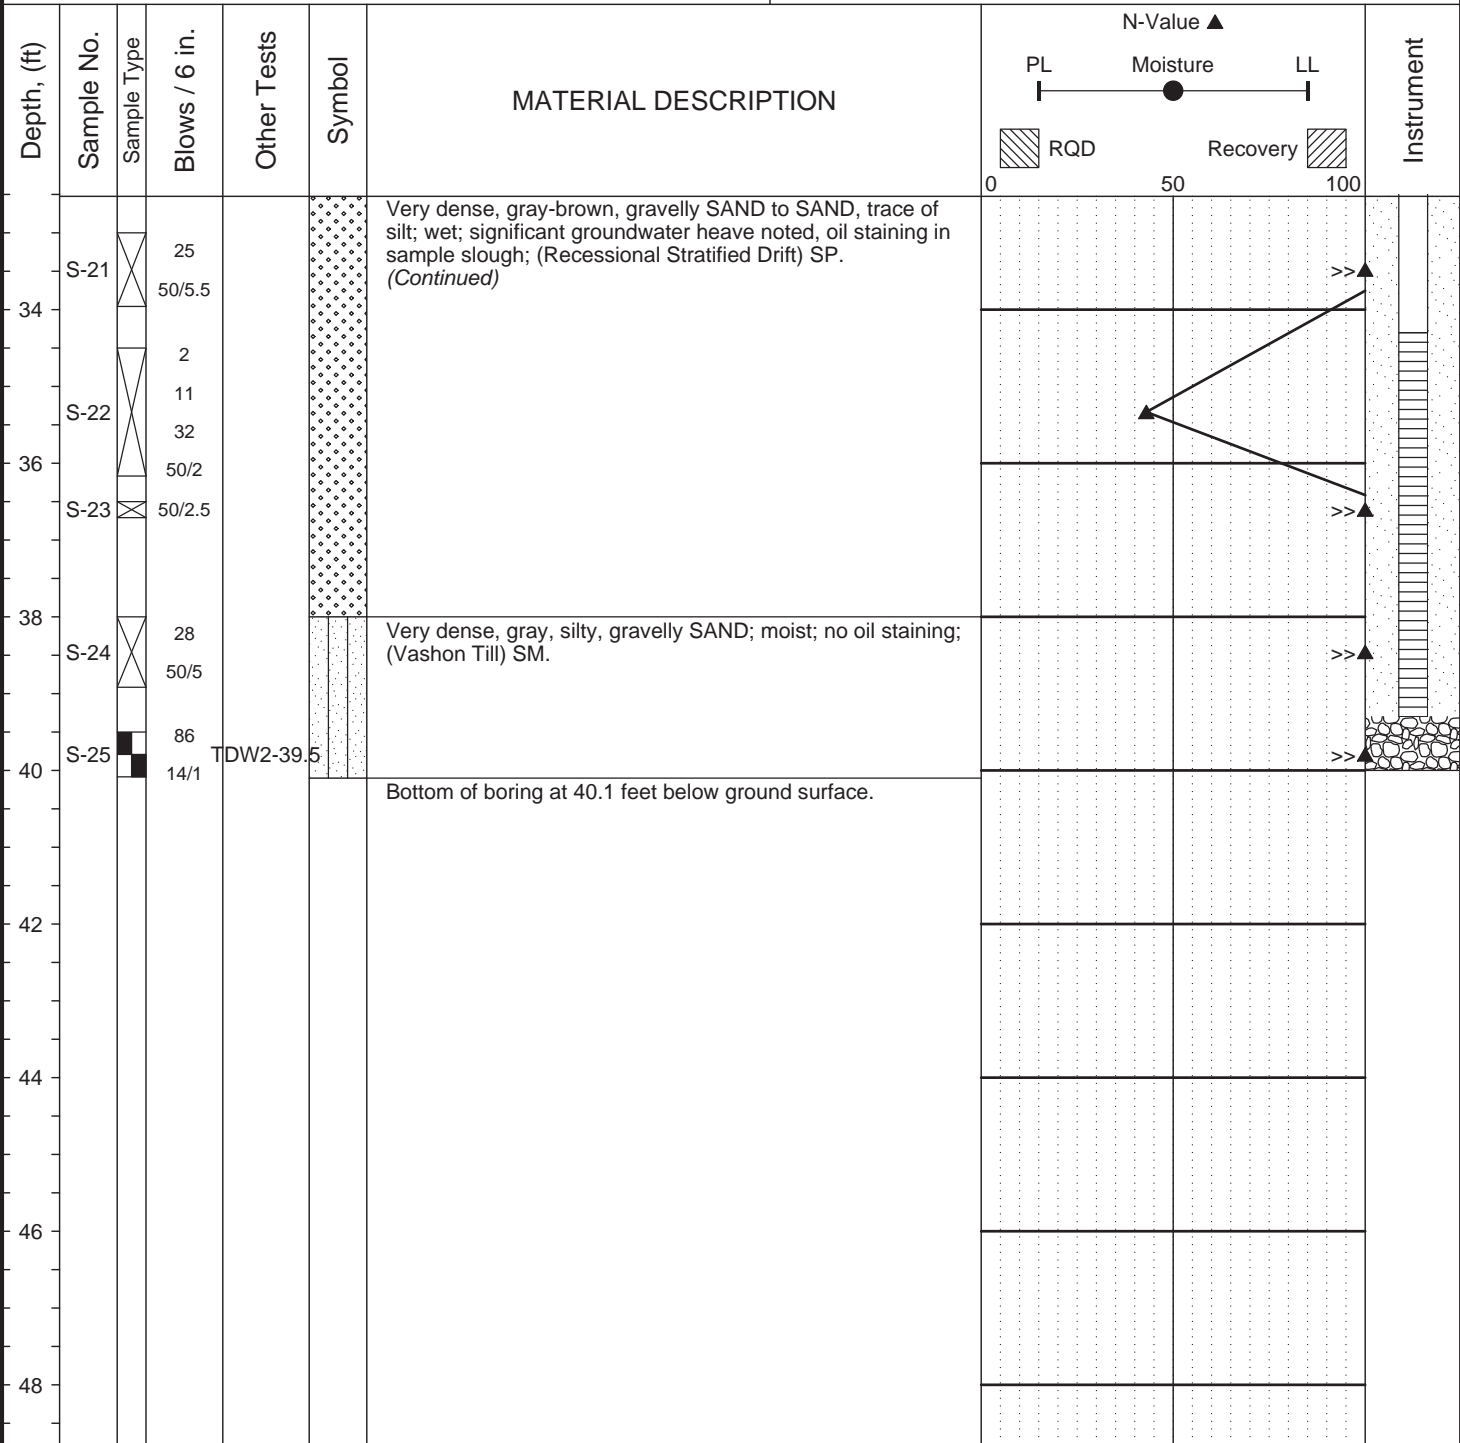 Depth, (ft)
Sample No.
Sample Type
Blows / 6 in.
Other Tests
Symbol
MATERIAL DESCRIPTION
N-Value ▲
PL Moisture LL
RQD Recovery
0 50 100
Instrument
Very dense, gray-brown, gravelly SAND to SAND, trace of
silt; wet; significant groundwater heave noted, oil staining in
sample slough; (Recessional Stratified Drift) SP.
(Continued)
S-21
25
50/5.5
>>▲
34
2
11
S-22
32
50/2
36
S-23 50/2.5
>>▲
38
Very dense, gray, silty, gravelly SAND; moist; no oil staining;
(Vashon Till) SM.
28
S-24
50/5
>>▲
86
S-25 TDW2-39.5
14/1
>>▲
40
Bottom of boring at 40.1 feet below ground surface.
42
44
46
48